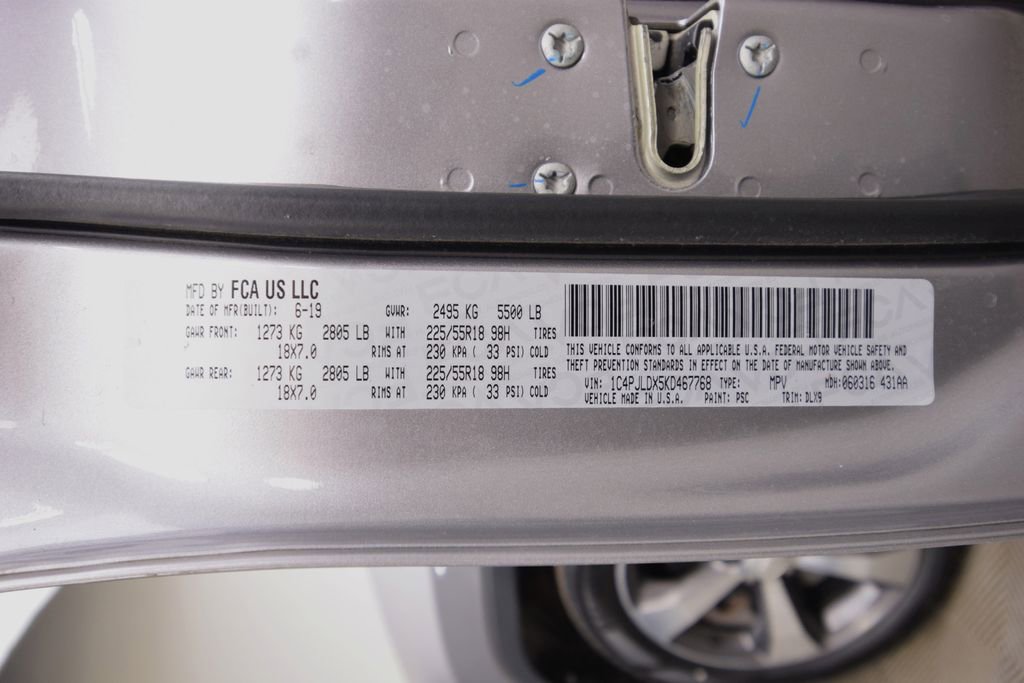 MFD BY FCA US LLC
DATE OF MFR(BUILT): 6-19 GVWR: 2495 KG 5500 LB
GAWR FRONT: 1273 KG 2805 LB WITH 225/55R18 98H TIRES
18X7.0 RIMS AT 230 KPA ( 33 PSI) COLD
GAWR REAR: 1273 KG 2805 LB WITH 225/55R18 98H TIRES
18X7.0 RIMS AT 230 KPA ( 33 PSI) COLD
THIS VEHICLE CONFORMS TO ALL APPLICABLE U.S.A. FEDERAL MOTOR VEHICLE SAFETY AND
THEFT PREVENTION STANDARDS IN EFFECT ON THE DATE OF MANUFACTURE SHOWN ABOVE.
VIN: 1C4PJLDX5KD467768 TYPE: MPV MDH:060316 431AA
VEHICLE MADE IN U.S.A. PAINT: PSC TRIM: DLX9